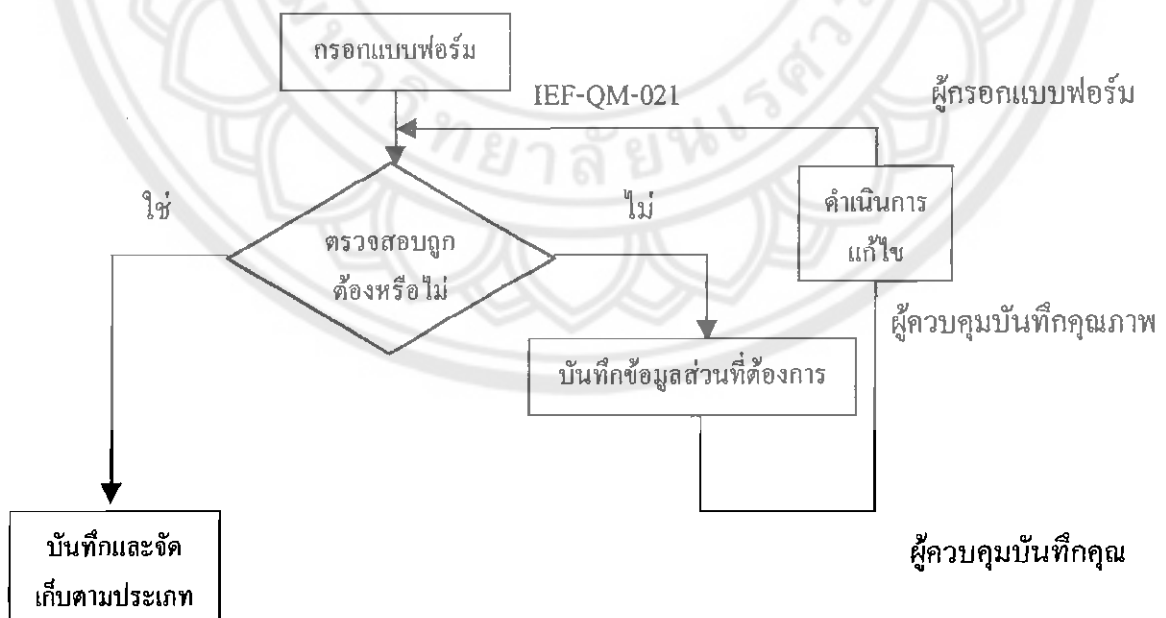 กรอกแบบฟอร์ม
IEF-QM-021
ผู้กรอกแบบฟอร์ม
ใช่
ไม่
ดำเนินการ
แก้ไข
ตรวจสอบถูก
ต้องหรือไม่
ผู้ควบคุมบันทึกคุณภาพ
บันทึกข้อมูลส่วนที่ต้องการ
บันทึกและจัด
เก็บตามประเภท
ผู้ควบคุมบันทึกคุณ